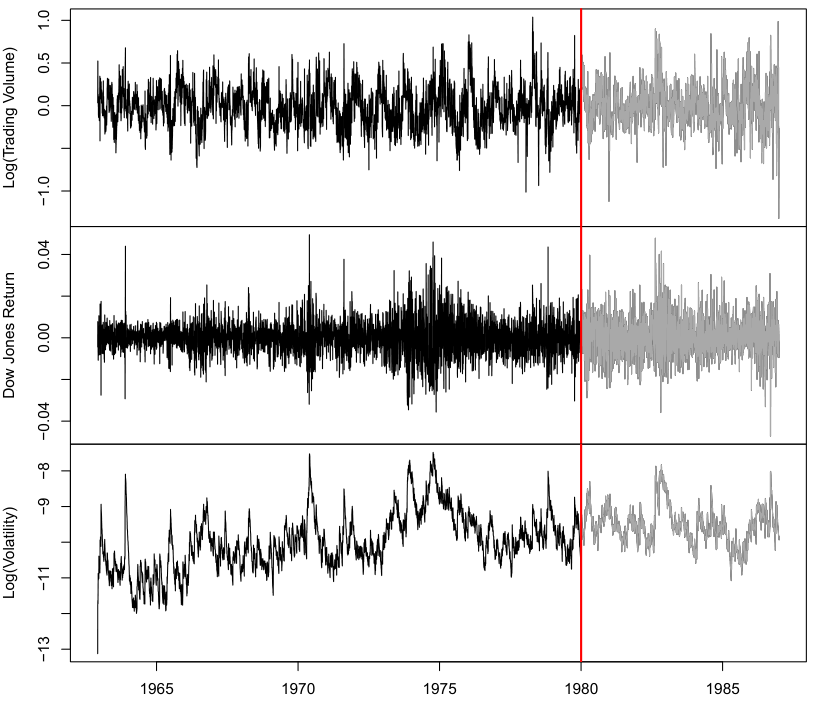 Log(Trading Volume)
1.0
0.5
0.0
−1.0
Dow Jones Return
0.04
0.00
−0.04
Log(Volatility)
−8
−9
−11
−13
1965 1970 1975 1980 1985